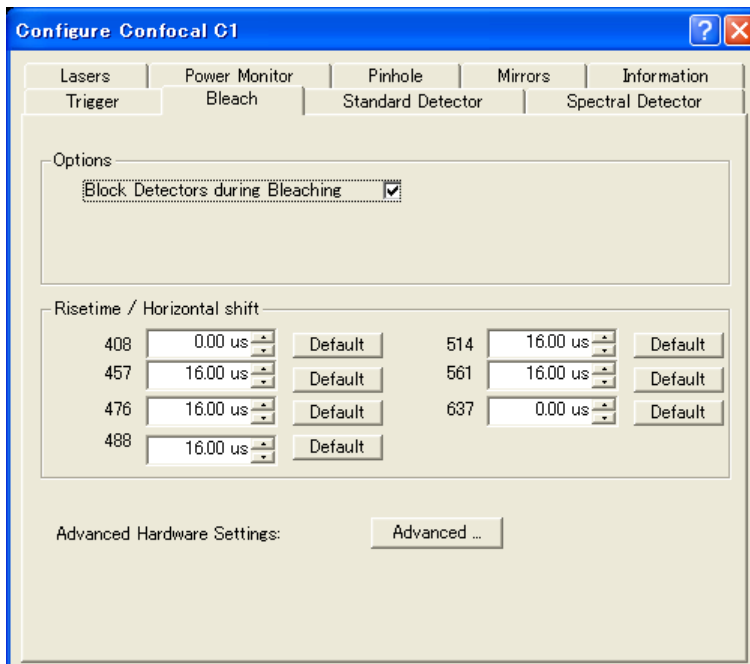 Configure Confocal C1
Lasers Power Monitor Pinhole Mirrors Information
Trigger Bleach Standard Detector Spectral Detector
Options
Block Detectors during Bleaching
Risetime / Horizontal shift
408 0.00 us Default 514 16.00 us Default
457 16.00 us Default 561 16.00 us Default
476 16.00 us Default 637 0.00 us Default
488 16.00 us Default
Advanced Hardware Settings: Advanced ...